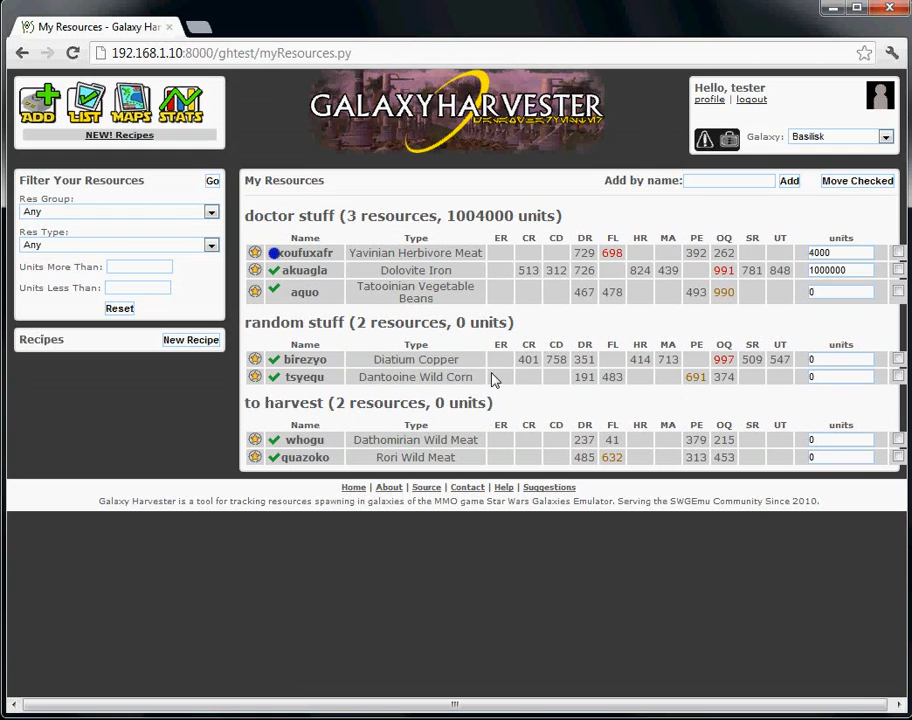 My Resources - Galaxy Har
192.168.1.10:8000/ghtest/myResources.py
ADD LIST MAPS STATS
NEW! Recipes
GALAXYHARVESTER
Hello, tester
profile | logout
Galaxy: Basilisk
Filter Your Resources Go
Res Group:
Any
Res Type:
Any
Units More Than:
Units Less Than:
Reset
Recipes New Recipe
My Resources Add by name: Add Move Checked
doctor stuff (3 resources, 1004000 units)
Name Type ER CR CD DR FL HR MA PE OQ SR UT units
xoufuxafr Yavinian Herbivore Meat 729 698 392 262 4000
akuagla Dolovite Iron 513 312 726 824 439 991 781 848 1000000
aquo Tatooinian Vegetable Beans 467 478 493 990 0
random stuff (2 resources, 0 units)
Name Type ER CR CD DR FL HR MA PE OQ SR UT units
birezyo Diatium Copper 401 758 351 414 713 997 509 547 0
tsyequ Dantooine Wild Corn 191 483 691 374 0
to harvest (2 resources, 0 units)
Name Type ER CR CD DR FL HR MA PE OQ SR UT units
whogu Dathomirian Wild Meat 237 41 379 215 0
quazoko Rori Wild Meat 485 632 313 453 0
Home | About | Source | Contact | Help | Suggestions
Galaxy Harvester is a tool for tracking resources spawning in galaxies of the MMO game Star Wars Galaxies Emulator. Serving the SWGEmu Community Since 2010.